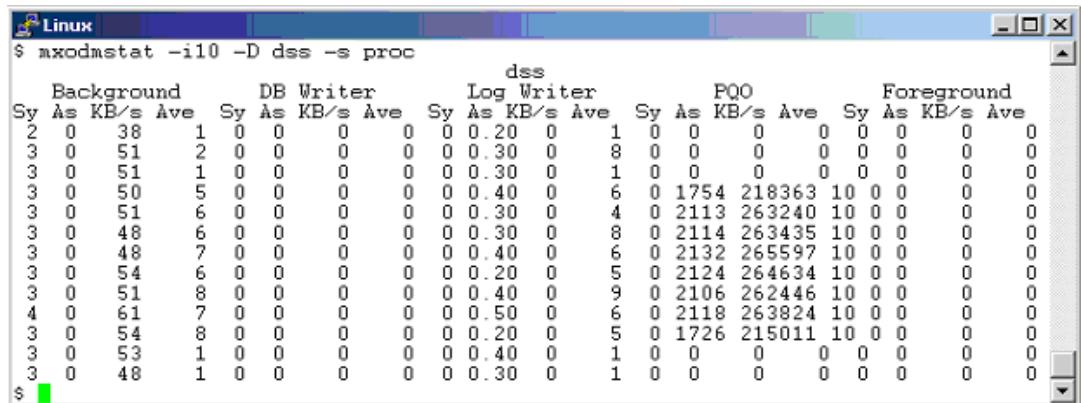 Linux
$ mxodmstat -i10 -D dss -s proc
dss
Background DB Writer Log Writer PQO Foreground
Sy As KB/s Ave Sy As KB/s Ave Sy As KB/s Ave Sy As KB/s Ave Sy As KB/s Ave
2 0 38 1 0 0 0 0 0 0.20 0 1 0 0 0 0 0 0 0 0
3 0 51 2 0 0 0 0 0 0.30 0 8 0 0 0 0 0 0 0 0
3 0 51 1 0 0 0 0 0 0.30 0 1 0 0 0 0 0 0 0 0
3 0 50 5 0 0 0 0 0 0.40 0 6 0 1754 218363 10 0 0 0 0
3 0 51 6 0 0 0 0 0 0.30 0 4 0 2113 263240 10 0 0 0 0
3 0 48 6 0 0 0 0 0 0.30 0 8 0 2114 263435 10 0 0 0 0
3 0 48 7 0 0 0 0 0 0.40 0 6 0 2132 265597 10 0 0 0 0
3 0 54 6 0 0 0 0 0 0.20 0 5 0 2124 264634 10 0 0 0 0
3 0 51 8 0 0 0 0 0 0.40 0 9 0 2106 262446 10 0 0 0 0
4 0 61 7 0 0 0 0 0 0.50 0 6 0 2118 263824 10 0 0 0 0
3 0 54 8 0 0 0 0 0 0.20 0 5 0 1726 215011 10 0 0 0 0
3 0 53 1 0 0 0 0 0 0.40 0 1 0 0 0 0 0 0 0 0
3 0 48 1 0 0 0 0 0 0.30 0 1 0 0 0 0 0 0 0 0
$